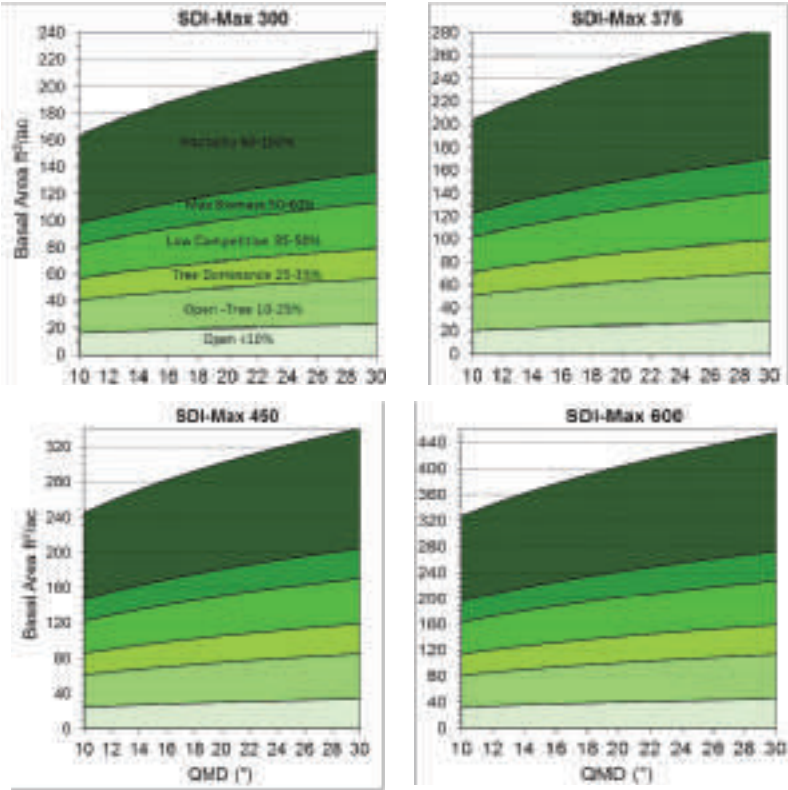 SDI-Max 300
240
220
200
180
160
140
120
100
80
60
40
20
0
Basal Area ft²/ac
Mortality 60-100%
Max Biomass 50-60%
Low Competitive 35-50%
Tree Dominance 25-35%
Open -Tree 10-25%
Open <10%
10 12 14 16 18 20 22 24 26 28 30
SDI-Max 375
280
260
240
220
200
180
160
140
120
100
80
60
40
20
0
10 12 14 16 18 20 22 24 26 28 30
SDI-Max 450
320
280
240
200
160
120
80
40
0
Basal Area ft²/ac
10 12 14 16 18 20 22 24 26 28 30
QMD (")
SDI-Max 600
440
400
360
320
280
240
200
160
120
80
40
0
10 12 14 16 18 20 22 24 26 28 30
QMD (")